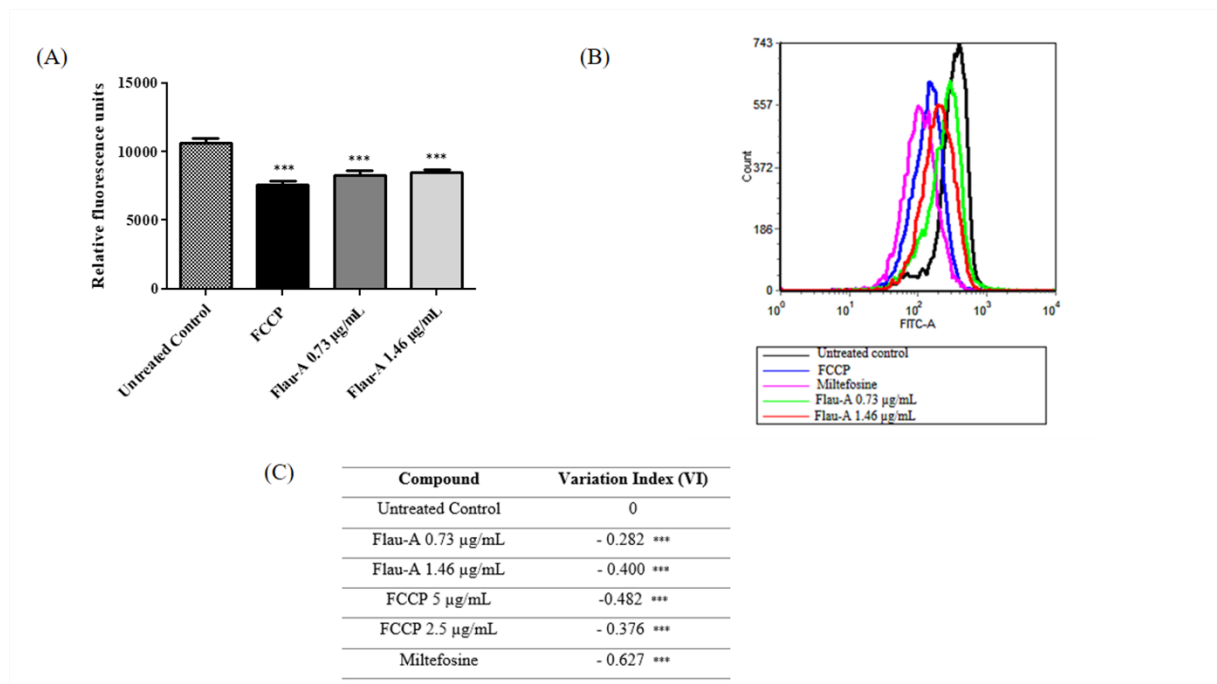 (A)
Relative fluorescence units
15000
10000
5000
0
***
***
***
Untreated Control
FCCP
Flau-A 0.73 µg/mL
Flau-A 1.46 µg/mL
(B)
Count
743
557
372
186
0
10⁰ 10¹ 10² 10³ 10⁴
FITC-A
Untreated control
FCCP
Miltefosine
Flau-A 0.73 µg/mL
Flau-A 1.46 µg/mL
(C)
Compound Variation Index (VI)
Untreated Control 0
Flau-A 0.73 µg/mL - 0.282 ***
Flau-A 1.46 µg/mL - 0.400 ***
FCCP 5 µg/mL -0.482 ***
FCCP 2.5 µg/mL - 0.376 ***
Miltefosine - 0.627 ***